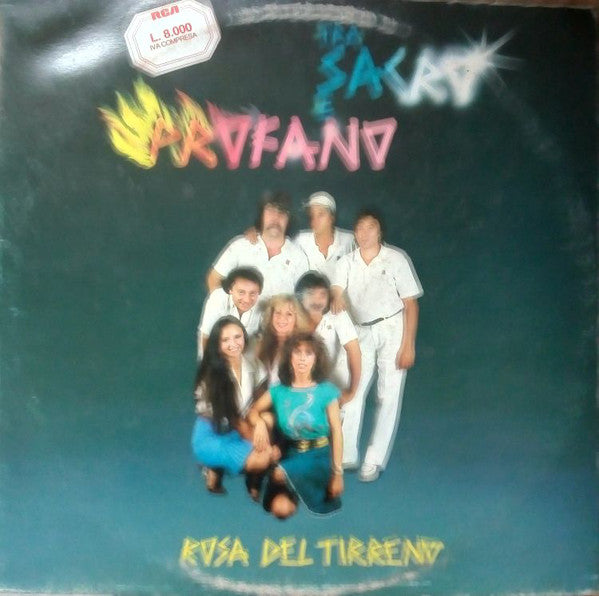 RCA
L. 8.000
IVA COMPRESA
TRA
SACRO
E
PROFANO
ROSA DEL TIRRENO